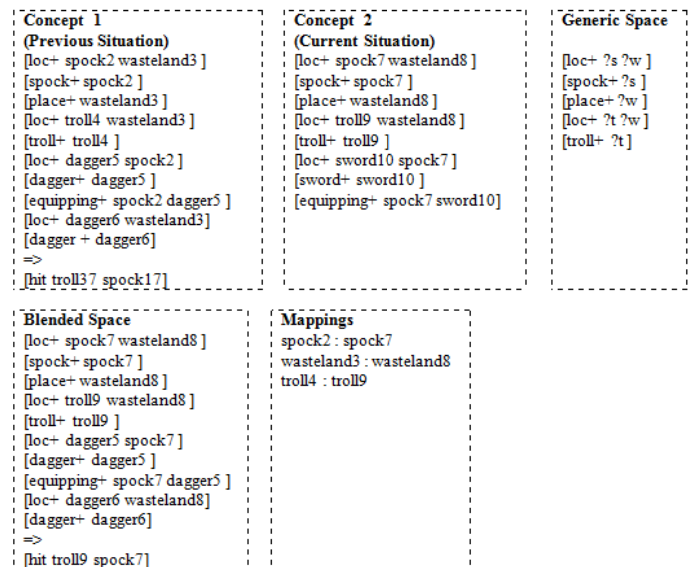 Concept 1
(Previous Situation)
[loc+ spock2 wasteland3 ]
[spock+ spock2 ]
[place+ wasteland3 ]
[loc+ troll4 wasteland3 ]
[troll+ troll4 ]
[loc+ dagger5 spock2 ]
[dagger+ dagger5 ]
[equipping+ spock2 dagger5 ]
[loc+ dagger6 wasteland3]
[dagger + dagger6]
=>
[hit troll37 spock17]
Concept 2
(Current Situation)
[loc+ spock7 wasteland8 ]
[spock+ spock7 ]
[place+ wasteland8 ]
[loc+ troll9 wasteland8 ]
[troll+ troll9 ]
[loc+ sword10 spock7 ]
[sword+ sword10 ]
[equipping+ spock7 sword10]
Generic Space
[loc+ ?s ?w ]
[spock+ ?s ]
[place+ ?w ]
[loc+ ?t ?w ]
[troll+ ?t ]
Blended Space
[loc+ spock7 wasteland8 ]
[spock+ spock7 ]
[place+ wasteland8 ]
[loc+ troll9 wasteland8 ]
[troll+ troll9 ]
[loc+ dagger5 spock7 ]
[dagger+ dagger5 ]
[equipping+ spock7 dagger5 ]
[loc+ dagger6 wasteland8]
[dagger+ dagger6]
=>
[hit troll9 spock7]
Mappings
spock2 : spock7
wasteland3 : wasteland8
troll4 : troll9